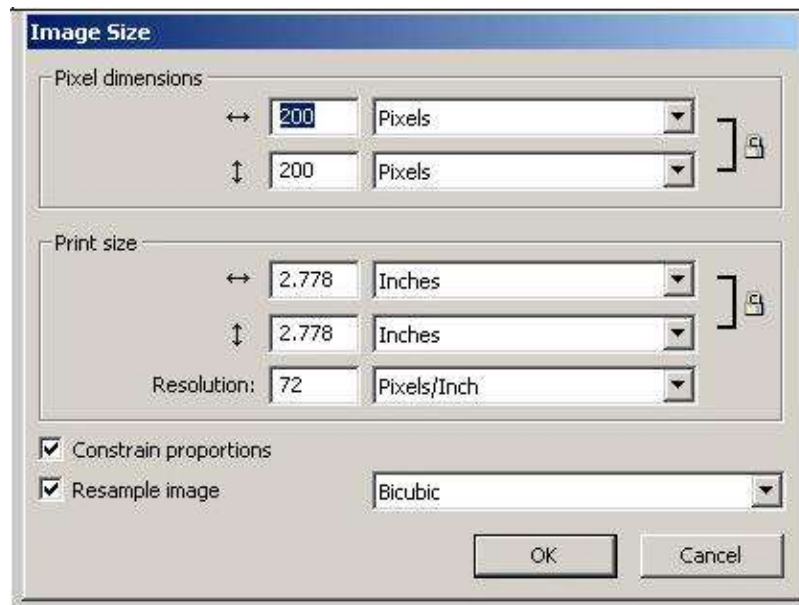 Image Size
Pixel dimensions
↔ 200 Pixels
↕ 200 Pixels
Print size
↔ 2.778 Inches
↕ 2.778 Inches
Resolution: 72 Pixels/Inch
Constrain proportions
Resample image Bicubic
OK Cancel